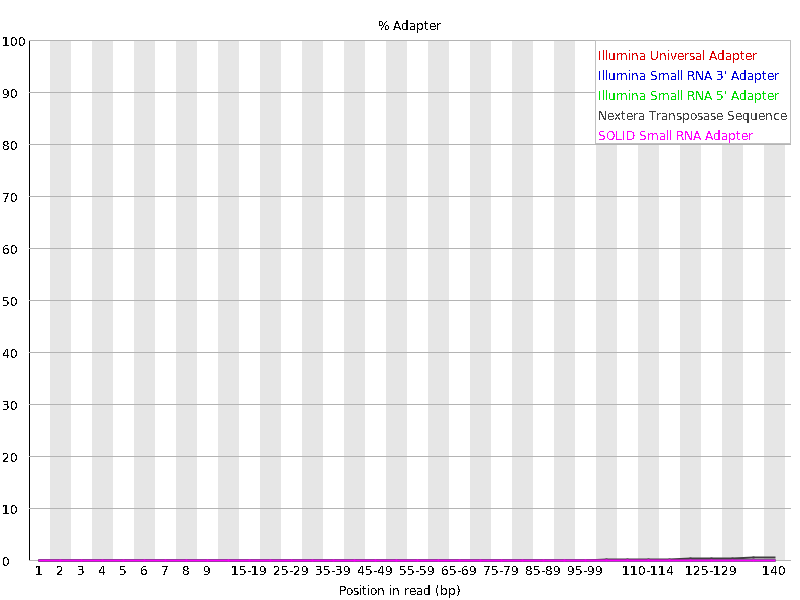 % Adapter
100
90
80
70
60
50
40
30
20
10
0
Illumina Universal Adapter
Illumina Small RNA 3' Adapter
Illumina Small RNA 5' Adapter
Nextera Transposase Sequence
SOLID Small RNA Adapter
1 2 3 4 5 6 7 8 9 15-19 25-29 35-39 45-49 55-59 65-69 75-79 85-89 95-99 110-114 125-129 140
Position in read (bp)